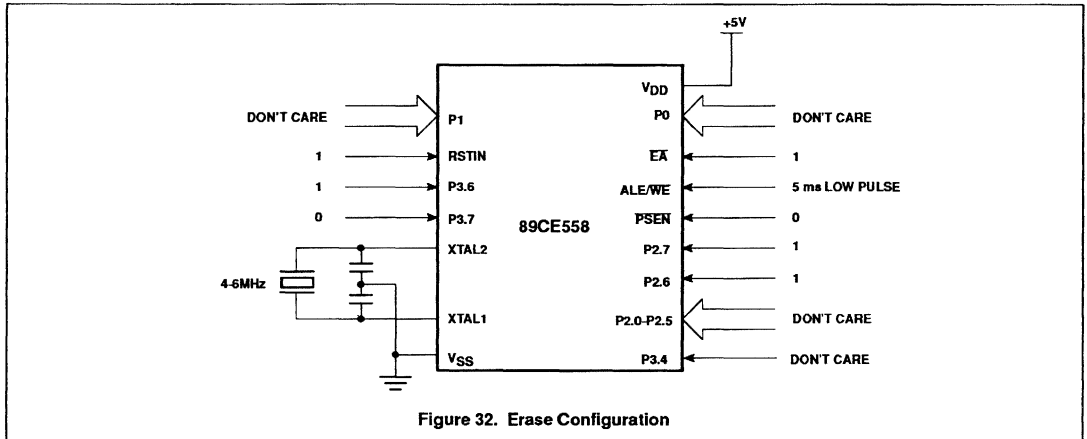 +5V
VDD
DON'T CARE
P1
P0
DON'T CARE
1
RSTIN
EA
1
1
P3.6
ALE/WE
5 ms LOW PULSE
0
P3.7
89CE558
PSEN
0
XTAL2
P2.7
1
4-6MHz
P2.6
1
XTAL1
P2.0-P2.5
DON'T CARE
VSS
P3.4
DON'T CARE
Figure 32. Erase Configuration